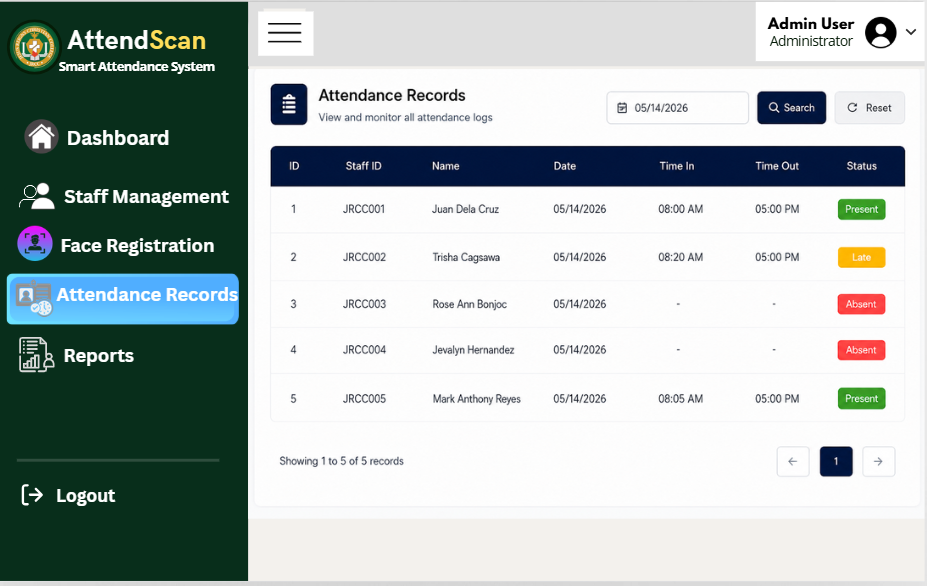 AttendScan
Smart Attendance System
Dashboard
Staff Management
Face Registration
Attendance Records
Reports
Logout
Admin User
Administrator
Attendance Records
View and monitor all attendance logs
05/14/2026 Search Reset
ID Staff ID Name Date Time In Time Out Status
1 JRCC001 Juan Dela Cruz 05/14/2026 08:00 AM 05:00 PM Present
2 JRCC002 Trisha Cagsawa 05/14/2026 08:20 AM 05:00 PM Late
3 JRCC003 Rose Ann Bonjoc 05/14/2026 - - Absent
4 JRCC004 Jevalyn Hernandez 05/14/2026 - - Absent
5 JRCC005 Mark Anthony Reyes 05/14/2026 08:05 AM 05:00 PM Present
Showing 1 to 5 of 5 records
← 1 →